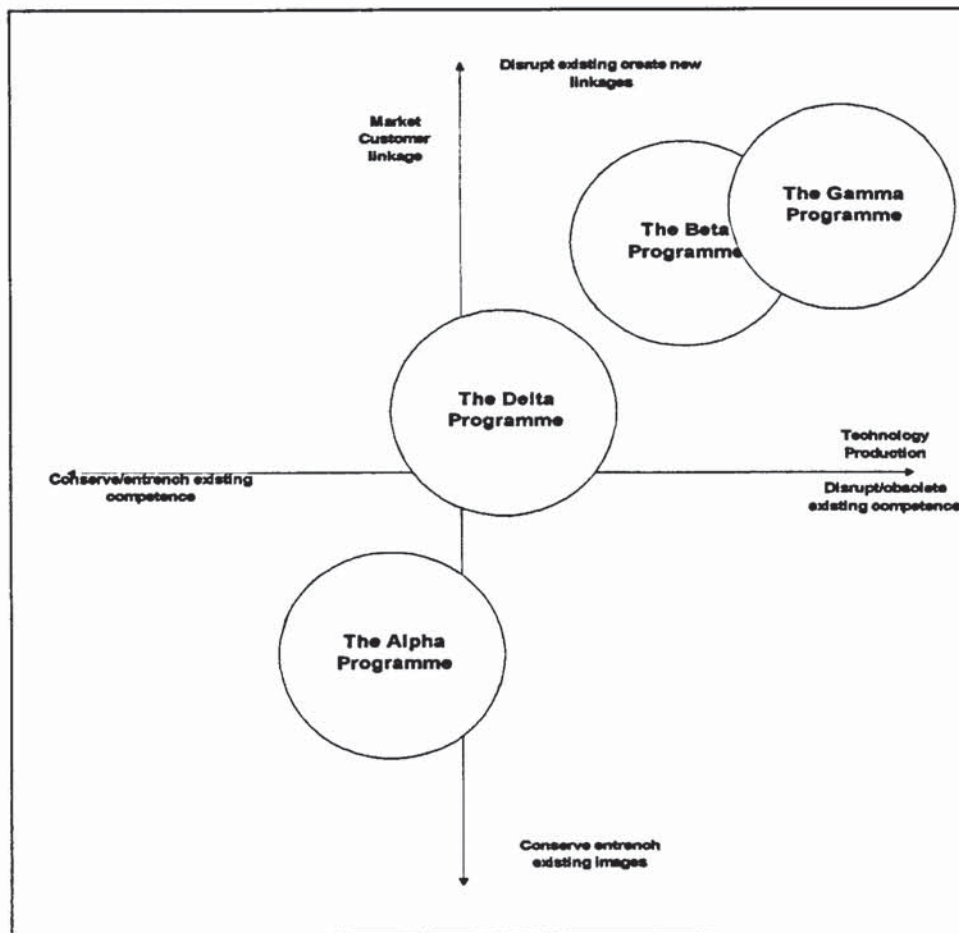 Disrupt existing create new
linkages
Market
Customer
linkage
The Gamma
Programme
The Beta
Programme
The Delta
Programme
Technology
Production
Conserve/entrench existing
competence
Disrupt/obsolete
existing competence
The Alpha
Programme
Conserve entrench
existing images